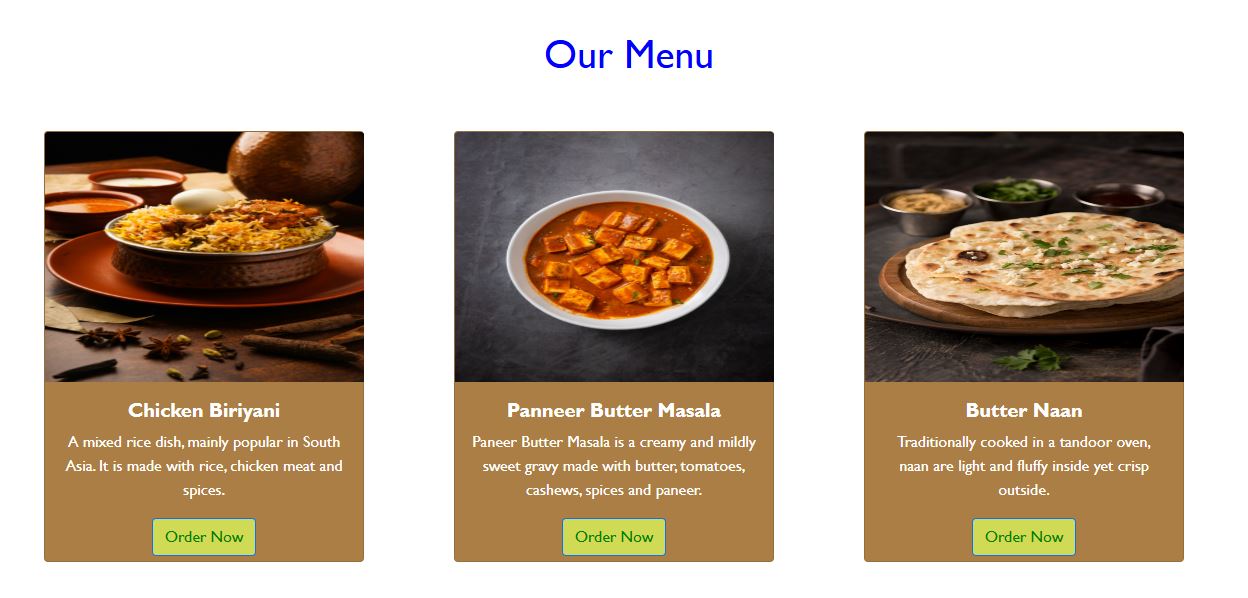 Our Menu
Chicken Biriyani
A mixed rice dish, mainly popular in South
Asia. It is made with rice, chicken meat and
spices.
Order Now
Panneer Butter Masala
Paneer Butter Masala is a creamy and mildly
sweet gravy made with butter, tomatoes,
cashews, spices and paneer.
Order Now
Butter Naan
Traditionally cooked in a tandoor oven,
naan are light and fluffy inside yet crisp
outside.
Order Now